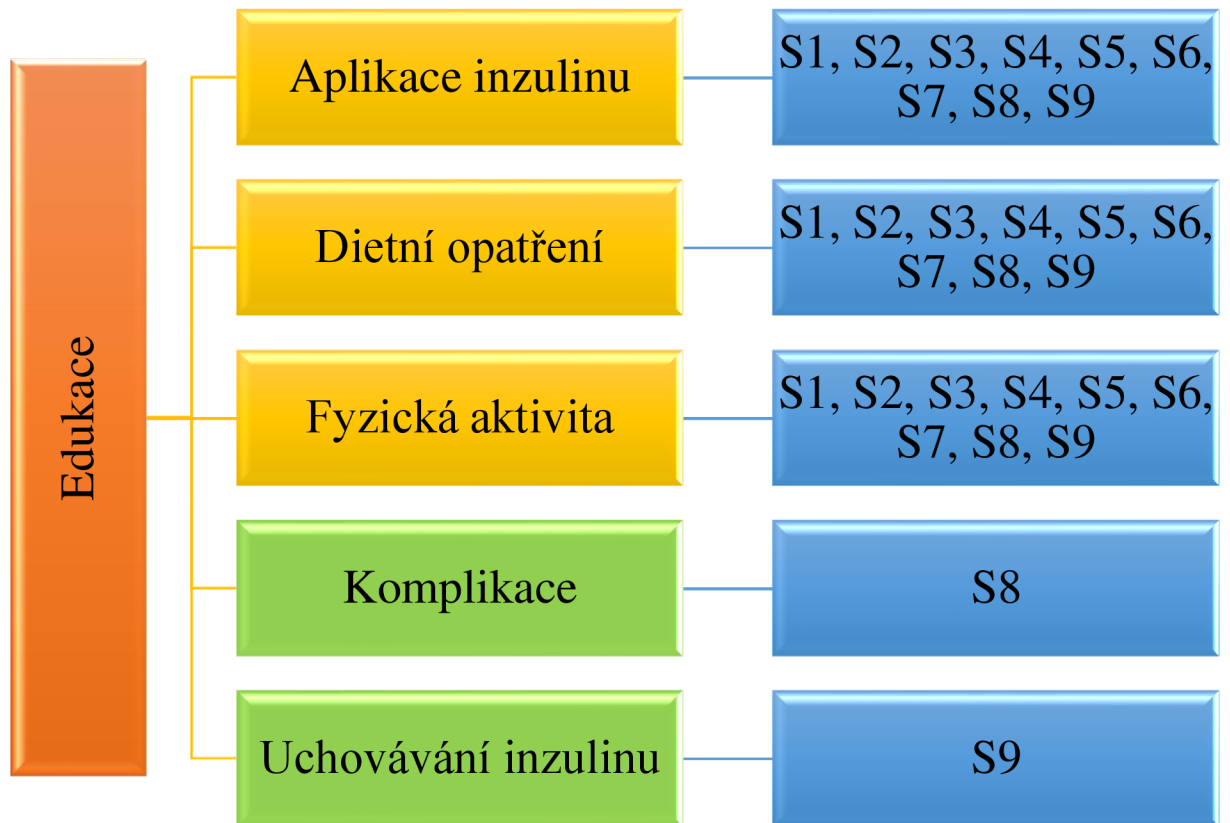 Edukace
Aplikace inzulinu
S1, S2, S3, S4, S5, S6,
S7, S8, S9
Dietní opatření
S1, S2, S3, S4, S5, S6,
S7, S8, S9
Fyzická aktivita
S1, S2, S3, S4, S5, S6,
S7, S8, S9
Komplikace
S8
Uchovávání inzulinu
S9